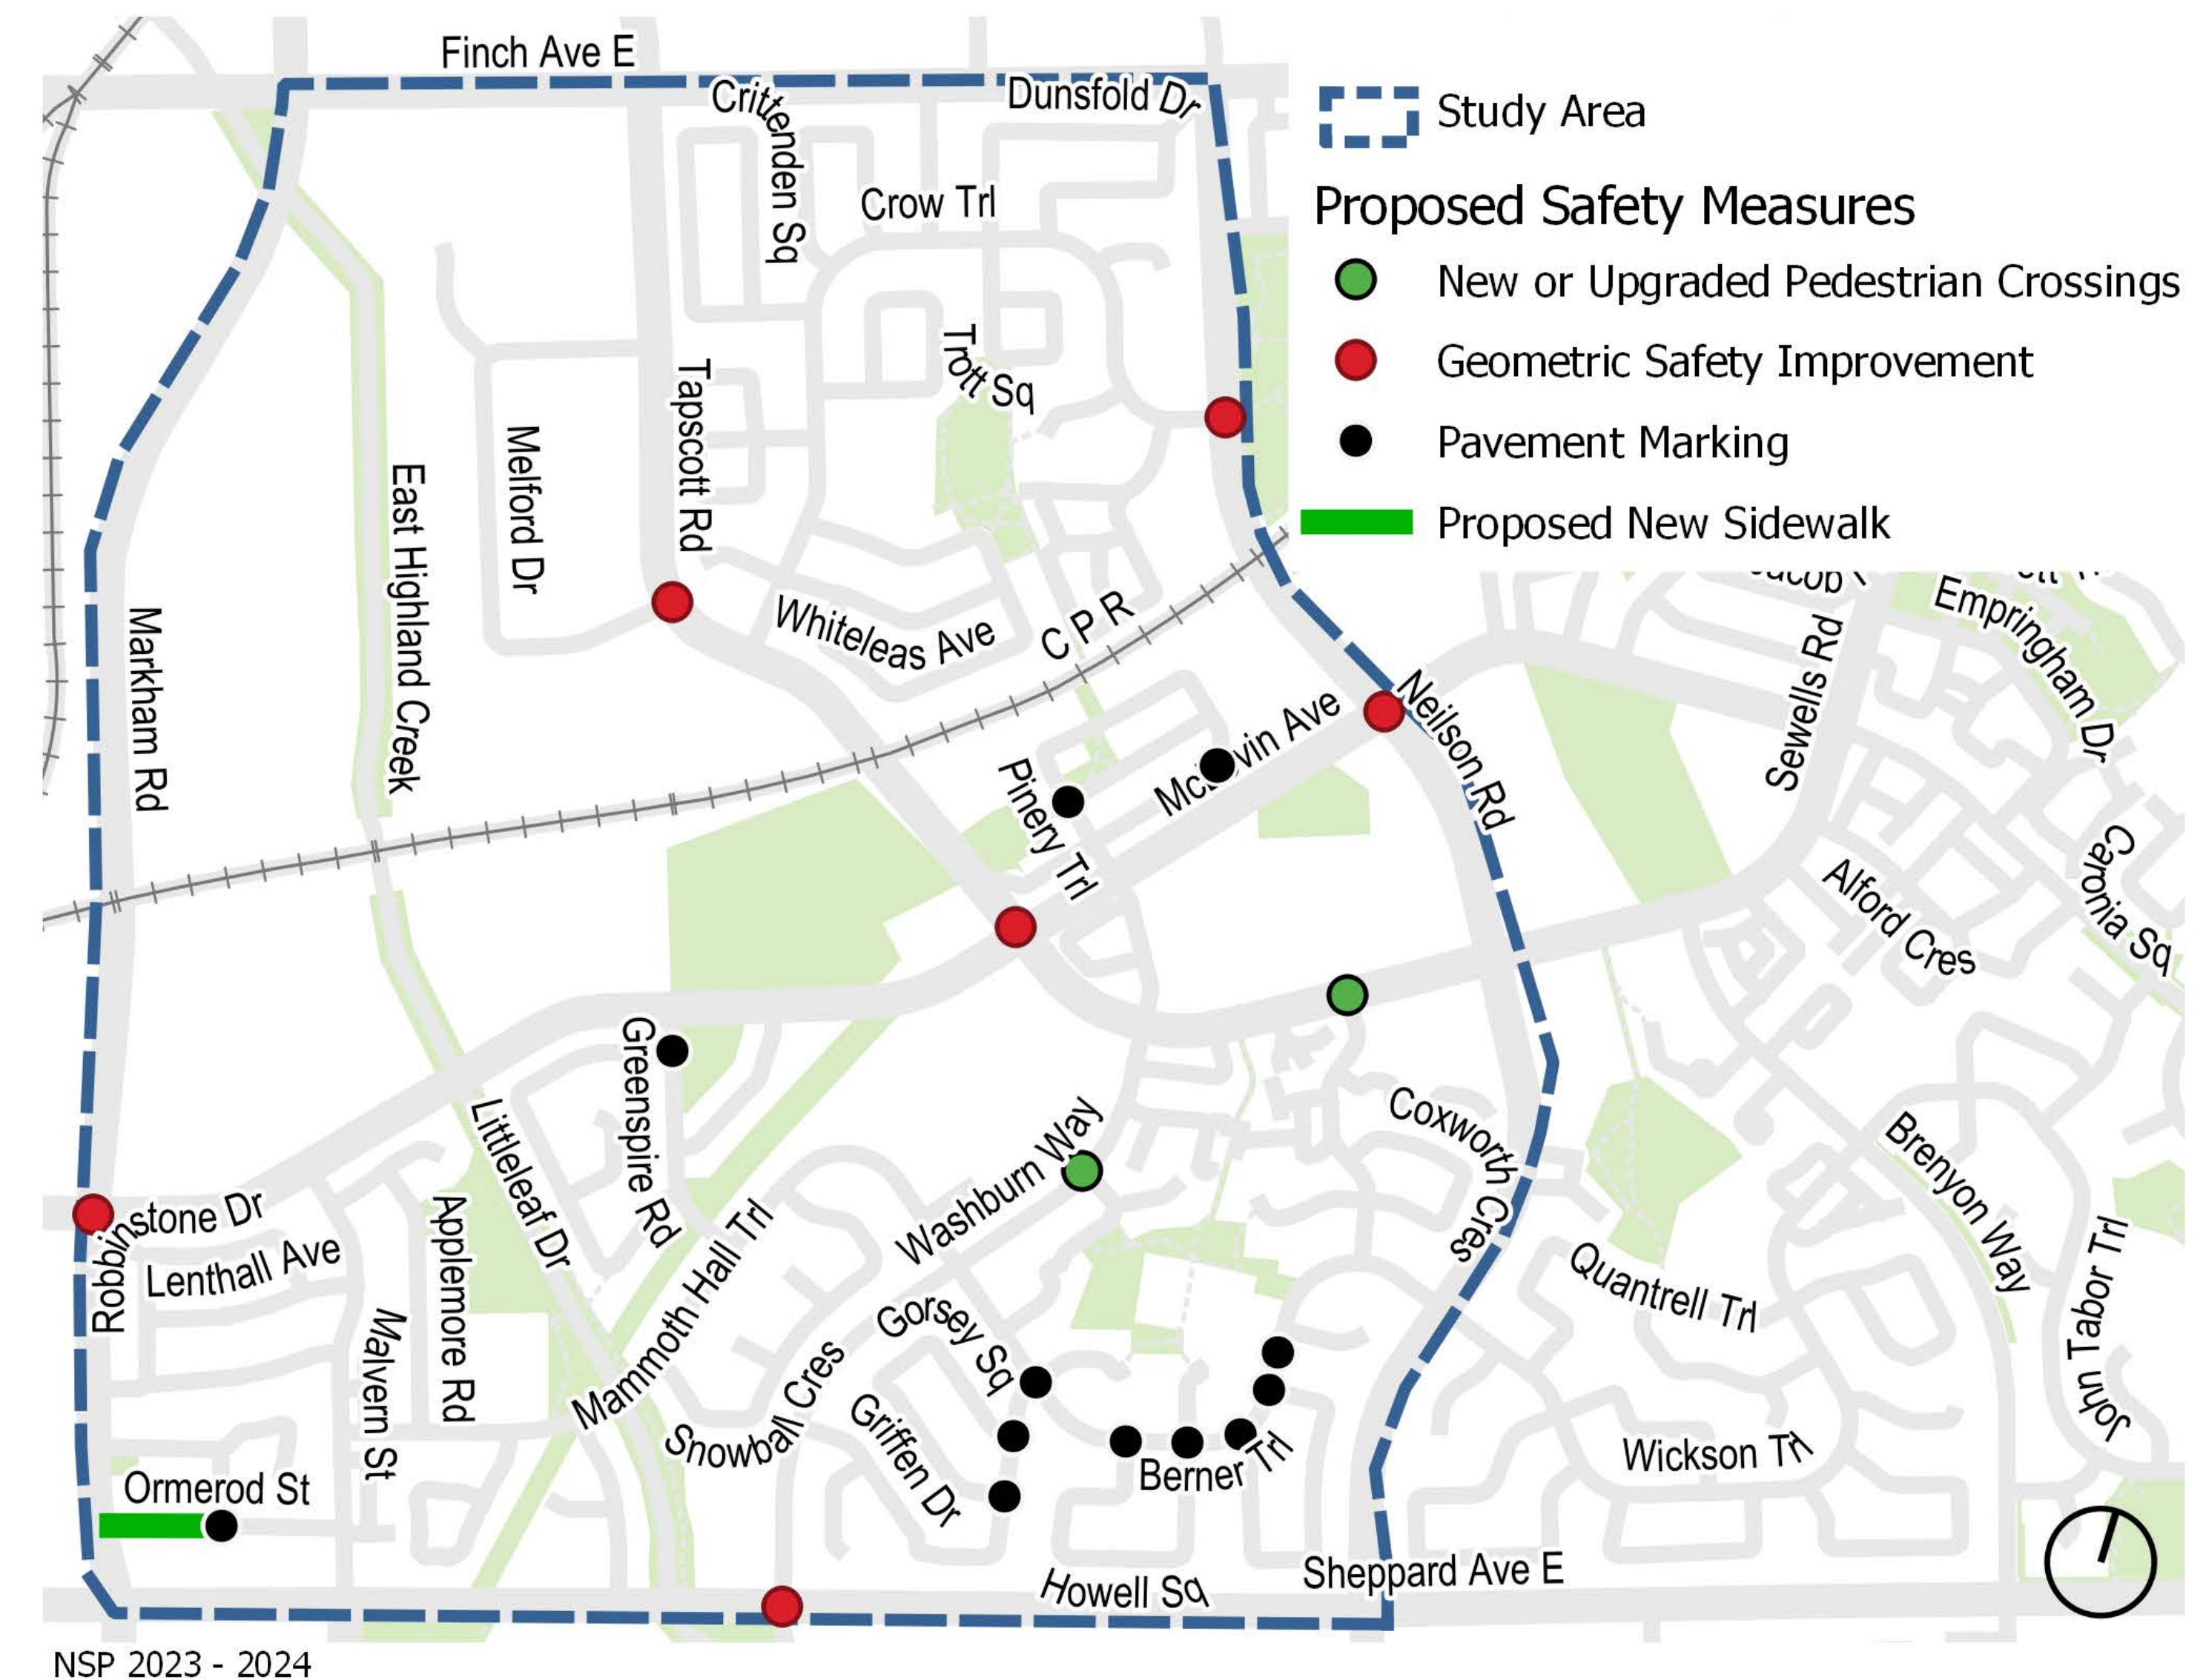 Finch Ave E
Crittenden Sq
Dunsfold Dr
Crow Trl
Trott Sq
Tapscott Rd
Melford Dr
East Highland Creek
Markham Rd
Whiteleas Ave
C P R
Pinery Trl
Neilson Rd
Sewells Rd
Empringham Dr
Caronia Sq
Alford Cres
Greenspire Rd
Littleleaf Dr
Applemore Rd
Robbinstone Dr
Lenthall Ave
Malvern St
Mammoth Hall Trl
Washburn Way
Coxworth Cres
Brenyon Way
John Tabor Trl
Quantrell Trl
Wickson Trl
Gorsey Sq
Snowball Cres
Griffen Dr
Berner Trl
Ormerod St
Howell Sq
Sheppard Ave E
Study Area
Proposed Safety Measures
New or Upgraded Pedestrian Crossings
Geometric Safety Improvement
Pavement Marking
Proposed New Sidewalk
NSP 2023 - 2024